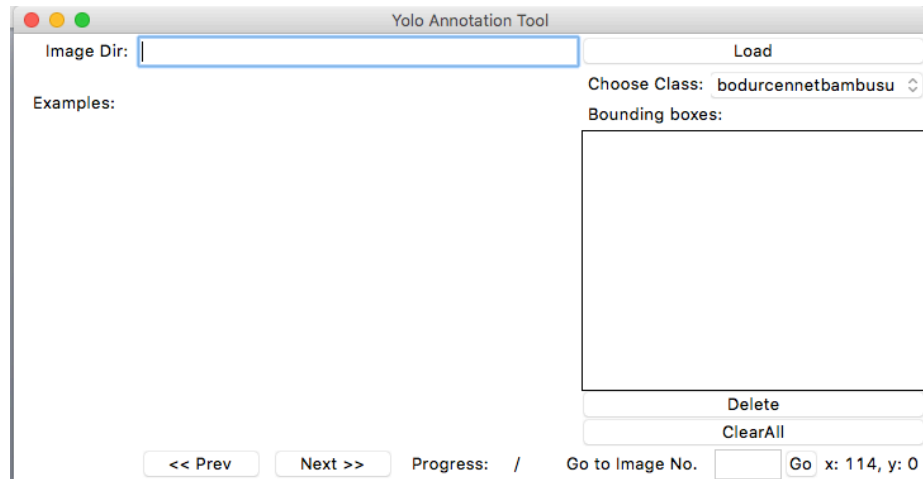 Yolo Annotation Tool
Image Dir: Load
Choose Class: bodurcennetbambusu
Examples:
Bounding boxes:
Delete
ClearAll
<< Prev Next >> Progress: / Go to Image No. Go x: 114, y: 0